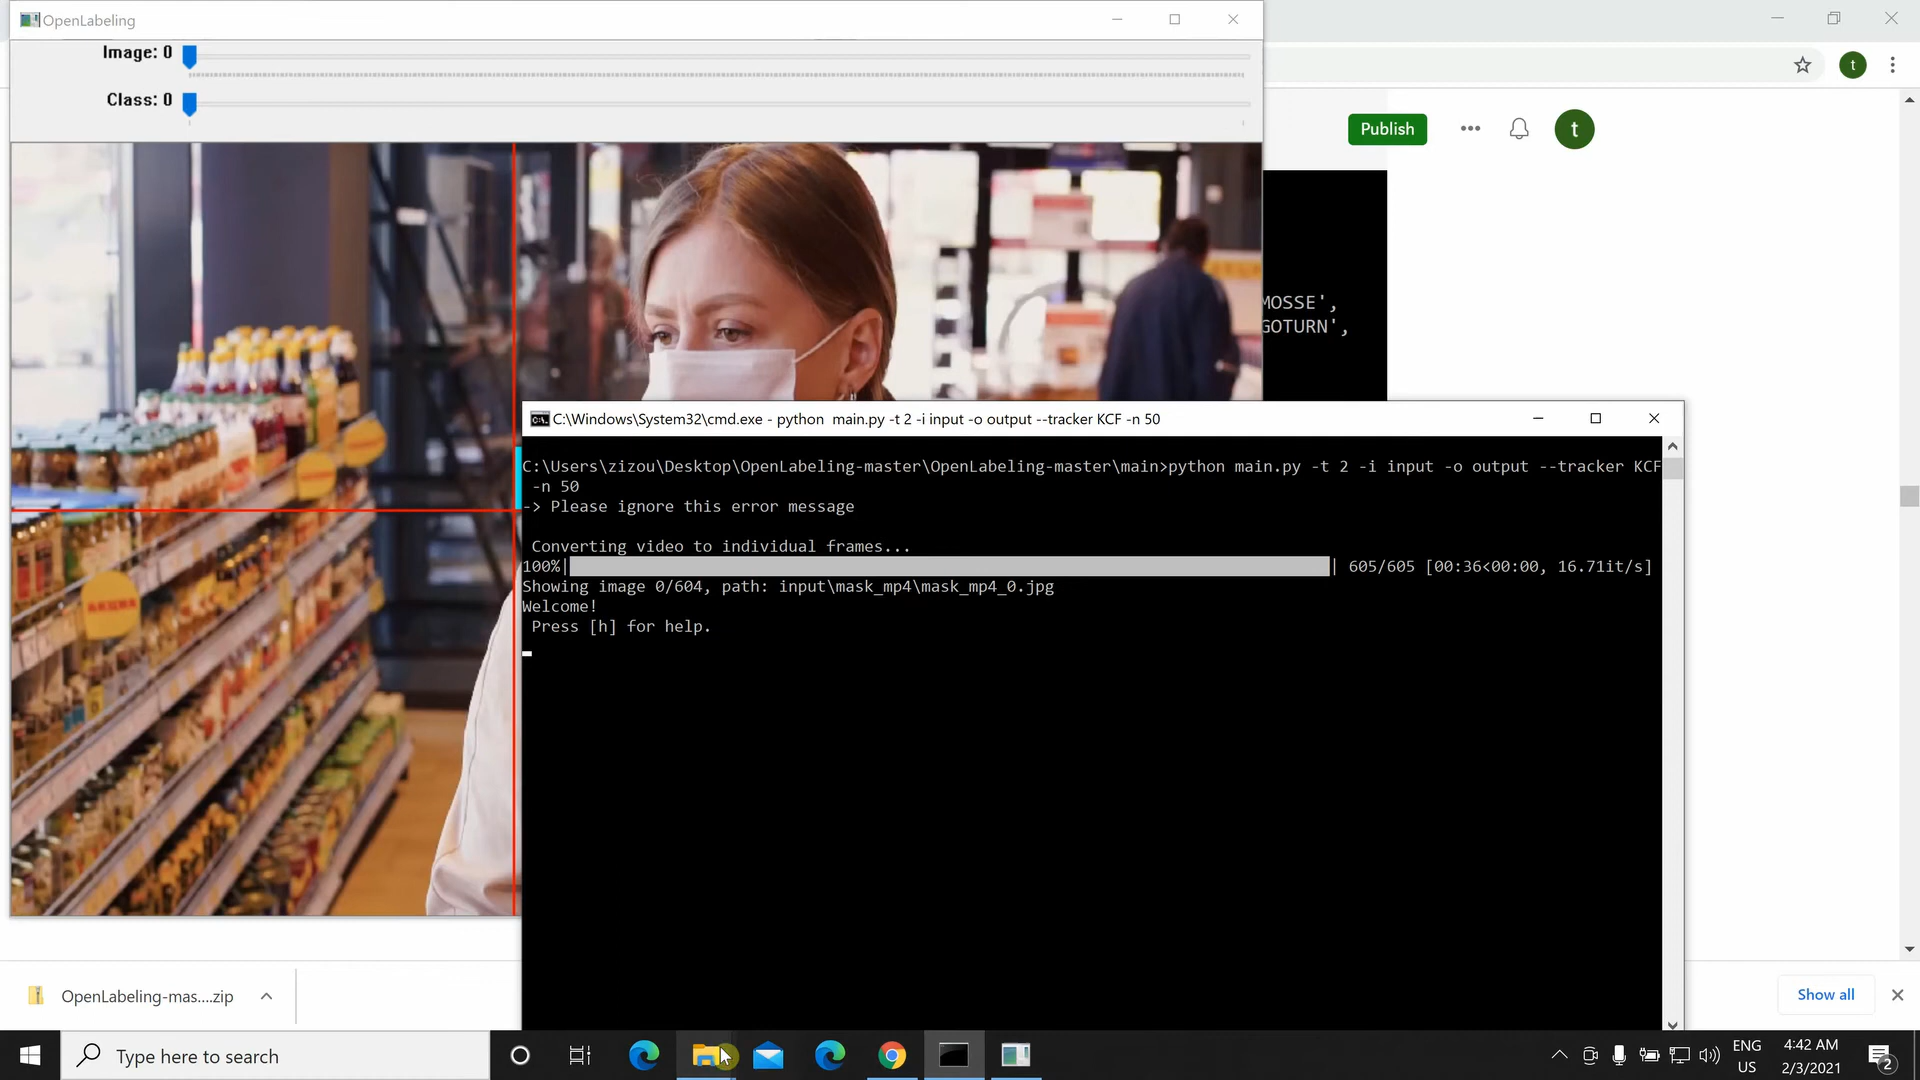 OpenLabeling
Image: 0
Class: 0
Publish
t
t
MOSSE',
GOTURN',
C:\Windows\System32\cmd.exe - python main.py -t 2 -i input -o output --tracker KCF -n 50
C:\Users\zizou\Desktop\OpenLabeling-master\OpenLabeling-master\main>python main.py -t 2 -i input -o output --tracker KCF
-n 50
-> Please ignore this error message
Converting video to individual frames...
100%| | 605/605 [00:36<00:00, 16.71it/s]
Showing image 0/604, path: input\mask_mp4\mask_mp4_0.jpg
Welcome!
Press [h] for help.
OpenLabeling-mas....zip
Show all
Type here to search
ENG
US
4:42 AM
2/3/2021
2